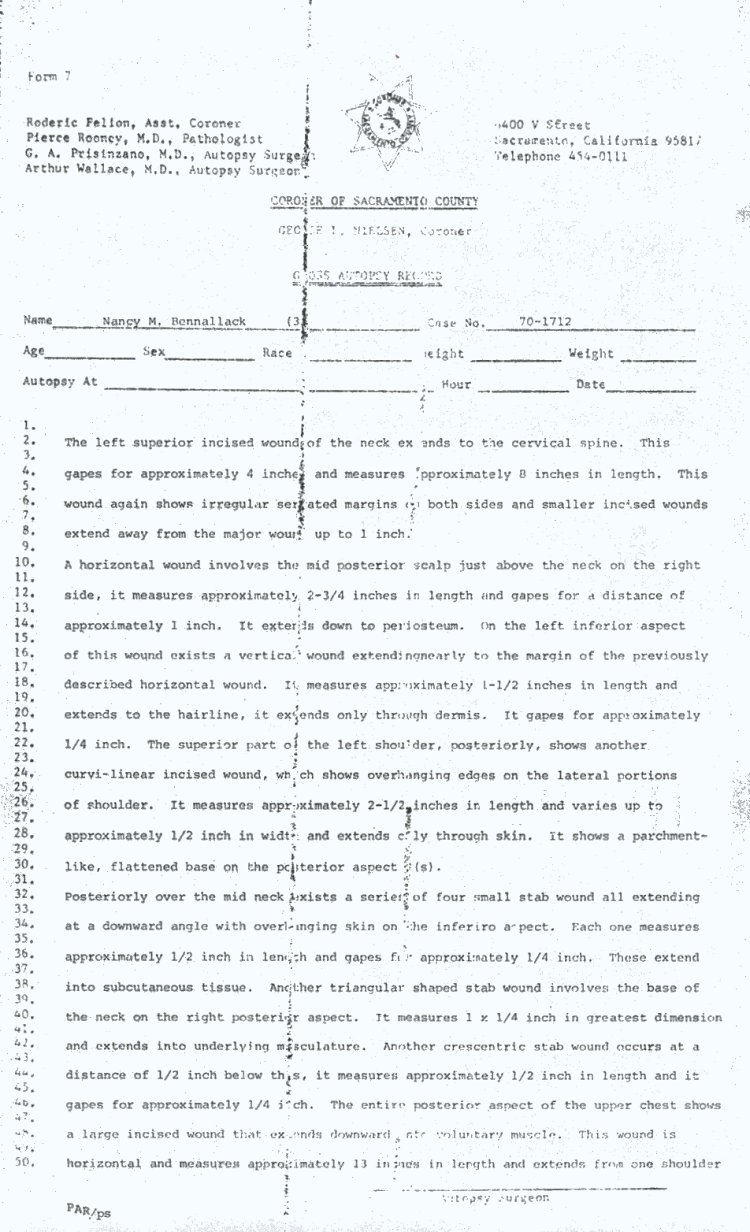 Form 7
Roderic Fellon, Asst. Coroner
Pierce Rooney, M.D., Pathologist
G. A. Prisinzano, M.D., Autopsy Surgeon
Arthur Wallace, M.D., Autopsy Surgeon
400 V Street
Sacramento, California 95817
Telephone 454-0111
CORONER OF SACRAMENTO COUNTY
NIELSEN, Coroner
GROSS AUTOPSY RECORD
Name Nancy M. Bennallack (3 Case No. 70-1712
Age Sex Race Height Weight
Autopsy At Hour Date
1.
2. The left superior incised wound of the neck extends to the cervical spine. This
3.
4. gapes for approximately 4 inches and measures approximately 8 inches in length. This
5.
6. wound again shows irregular serrated margins on both sides and smaller incised wounds
7.
8. extend away from the major wound up to 1 inch.
9.
10. A horizontal wound involves the mid posterior scalp just above the neck on the right
11.
12. side, it measures approximately 2-3/4 inches in length and gapes for a distance of
13.
14. approximately 1 inch. It extends down to periosteum. On the left inferior aspect
15.
16. of this wound exists a vertical wound extendingnearly to the margin of the previously
17.
18. described horizontal wound. It measures approximately 1-1/2 inches in length and
19.
20. extends to the hairline, it extends only through dermis. It gapes for approximately
21.
22. 1/4 inch. The superior part of the left shoulder, posteriorly, shows another
23.
24. curvi-linear incised wound, which shows overhanging edges on the lateral portions
25.
26. of shoulder. It measures approximately 2-1/2 inches in length and varies up to
27.
28. approximately 1/2 inch in width and extends only through skin. It shows a parchment-
29.
30. like, flattened base on the posterior aspect (s).
31.
32. Posteriorly over the mid neck exists a series of four small stab wound all extending
33.
34. at a downward angle with overhanging skin on the inferiro aspect. Each one measures
35.
36. approximately 1/2 inch in length and gapes for approximately 1/4 inch. These extend
37.
38. into subcutaneous tissue. Another triangular shaped stab wound involves the base of
39.
40. the neck on the right posterior aspect. It measures 1 x 1/4 inch in greatest dimension
41.
42. and extends into underlying musculature. Another crescentric stab wound occurs at a
43.
44. distance of 1/2 inch below this, it measures approximately 1/2 inch in length and it
45.
46. gapes for approximately 1/4 inch. The entire posterior aspect of the upper chest shows
47.
48. a large incised wound that extends downward into voluntary muscle. This wound is
49.
50. horizontal and measures approximately 13 inches in length and extends from one shoulder
Autopsy Surgeon
PAR/ps